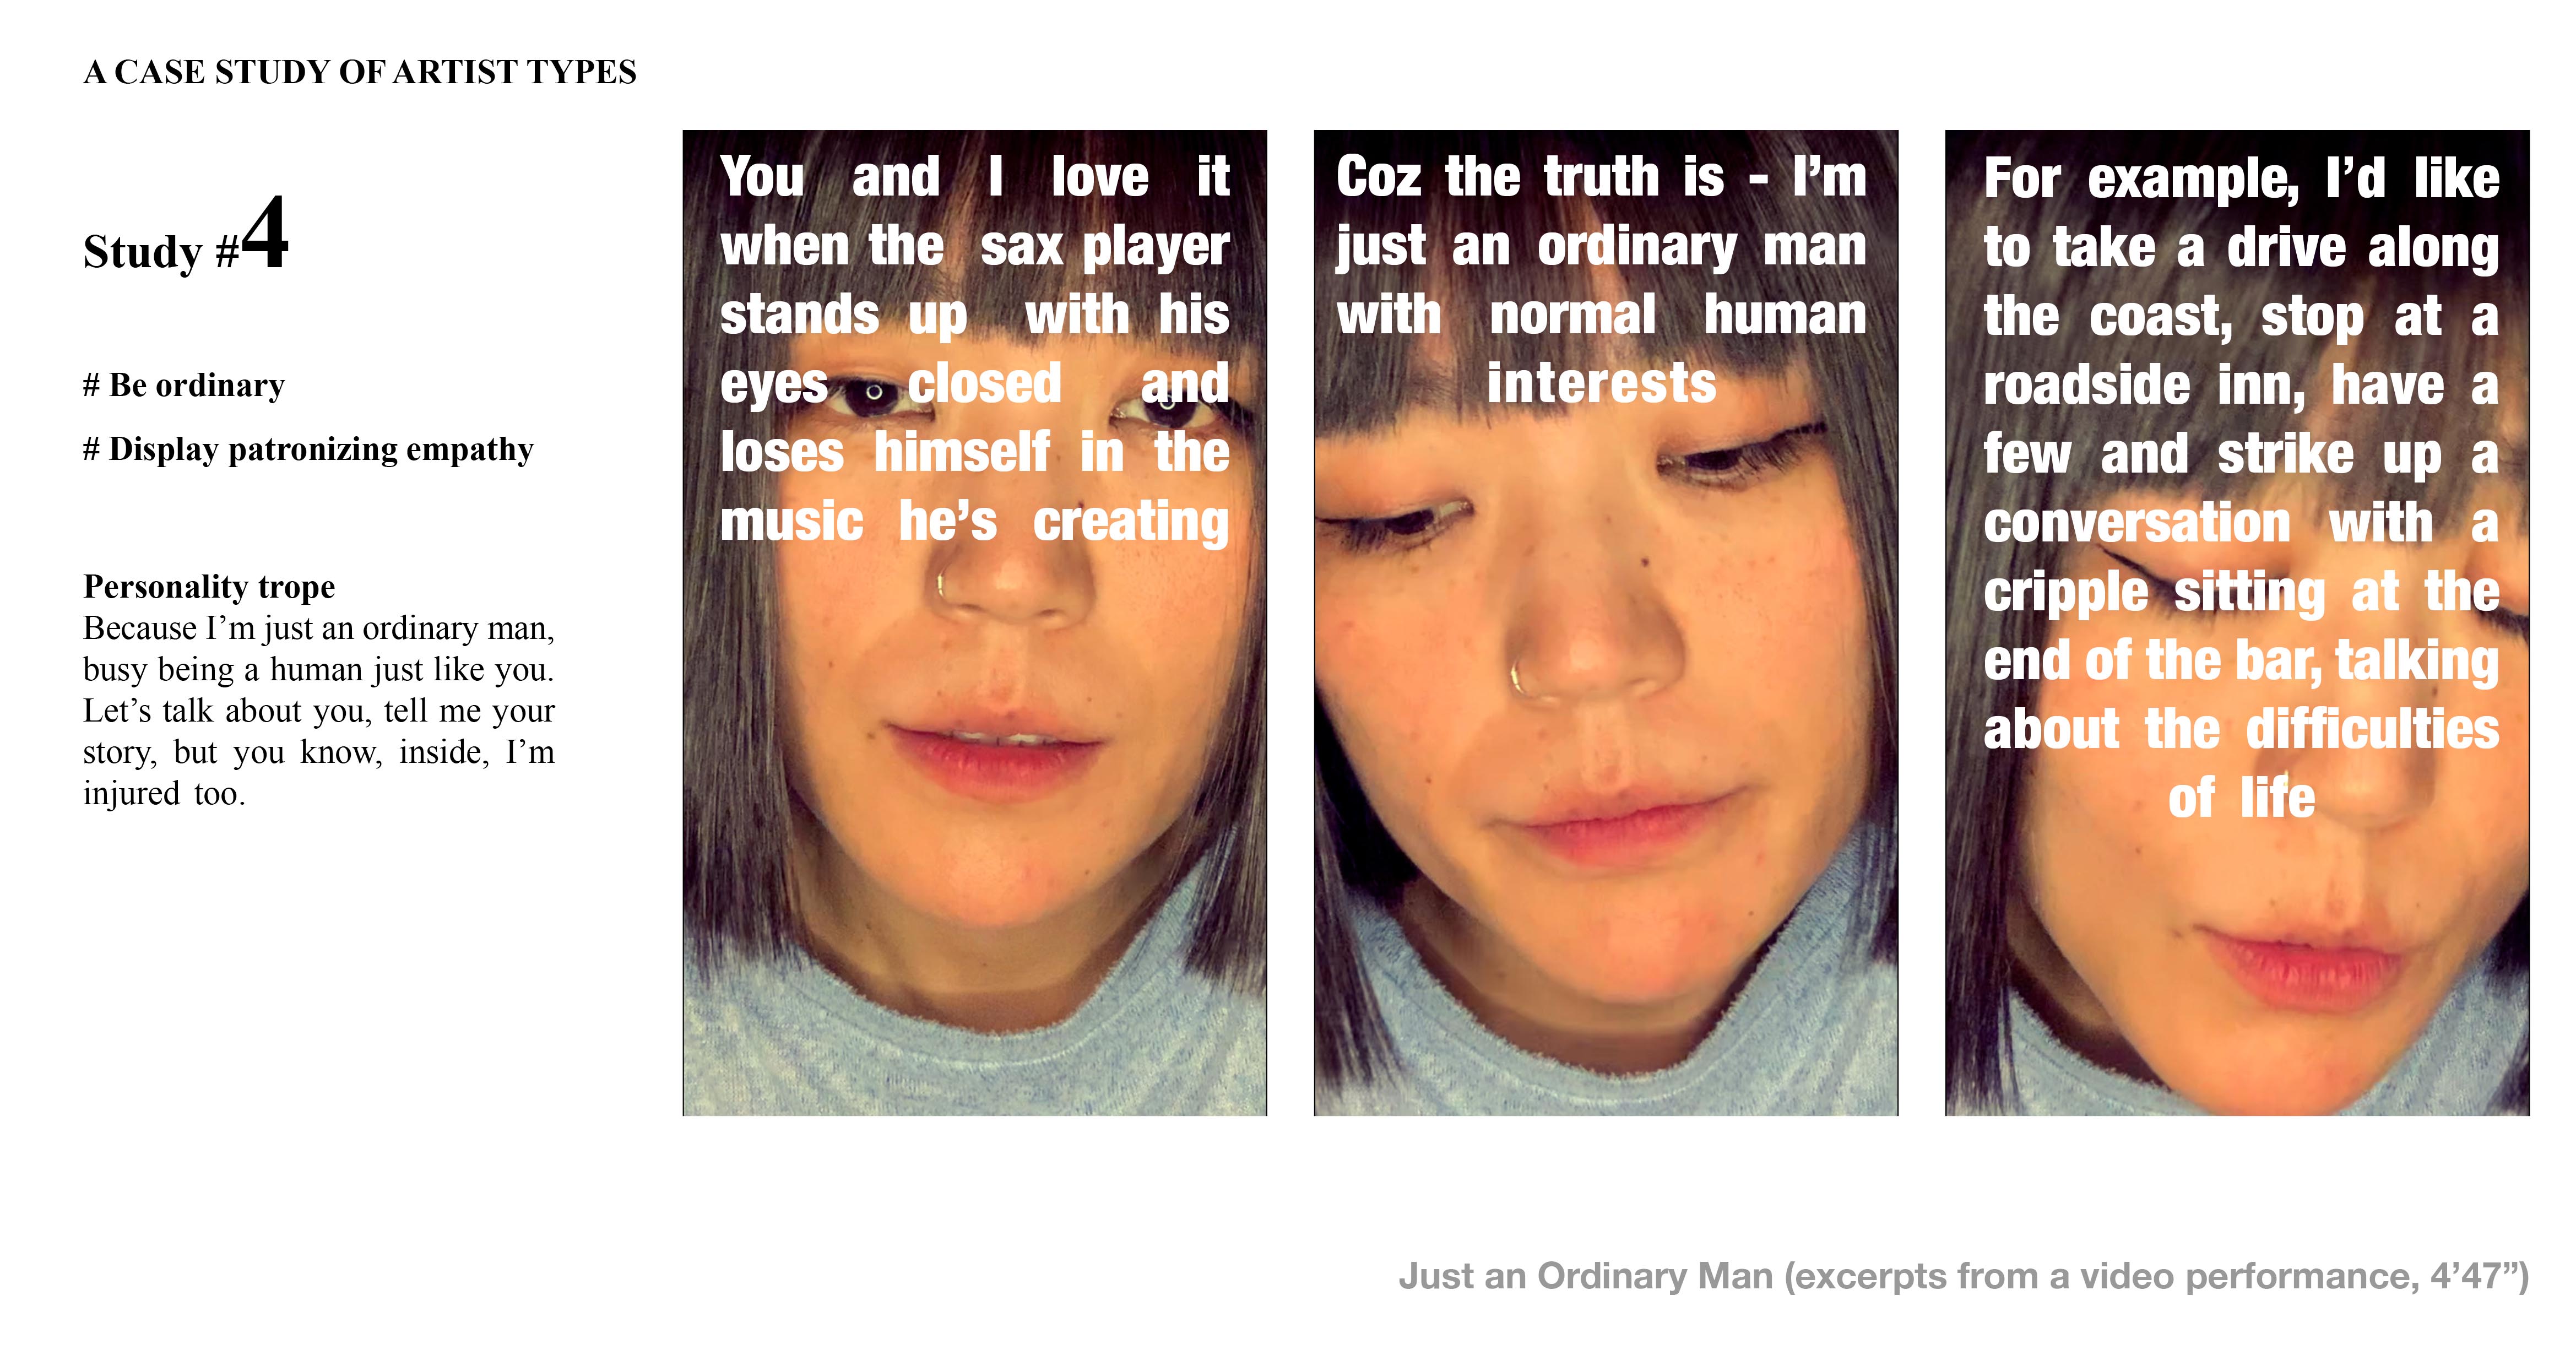 A CASE STUDY OF ARTIST TYPES
Study #4
# Be ordinary
# Display patronizing empathy
Personality trope
Because I’m just an ordinary man,
busy being a human just like you.
Let’s talk about you, tell me your
story, but you know, inside, I’m
injured too.
You and I love it
when the sax player
stands up with his
eyes closed and
loses himself in the
music he’s creating
Coz the truth is - I’m
just an ordinary man
with normal human
interests
For example, I’d like
to take a drive along
the coast, stop at a
roadside inn, have a
few and strike up a
conversation with a
cripple sitting at the
end of the bar, talking
about the difficulties
of life
Just an Ordinary Man (excerpts from a video performance, 4’47”)